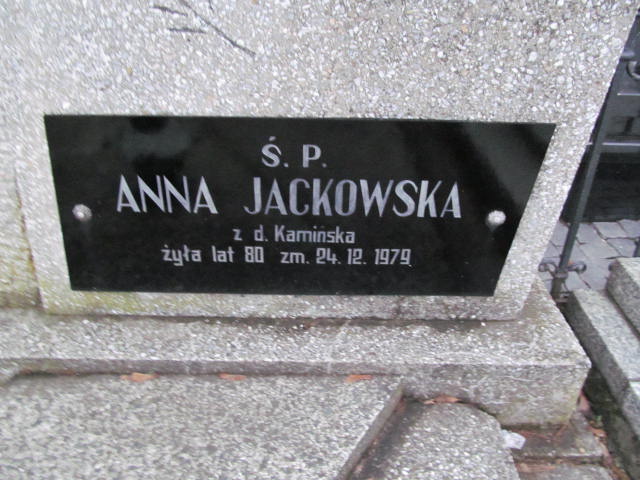 Ś. P.
ANNA JACKOWSKA
z d. Kamińska
żyła lat 80 zm. 24. 12. 1979